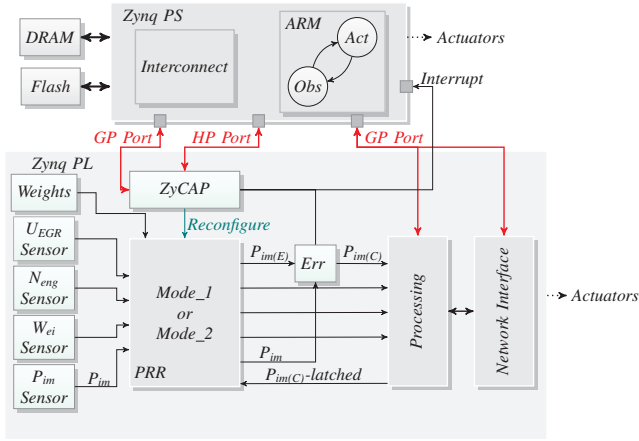 Zynq PS
DRAM
Flash
Interconnect
ARM
Act
Obs
Actuators
Interrupt
GP Port
HP Port
GP Port
Zynq PL
Weights
ZyCAP
Reconfigure
U_EGR
Sensor
N_eng
Sensor
W_ei
Sensor
P_im
Sensor
P_im
Mode_1
or
Mode_2
PRR
P_im(E)
Err
P_im(C)
P_im
P_im(C)-latched
Processing
Network Interface
Actuators